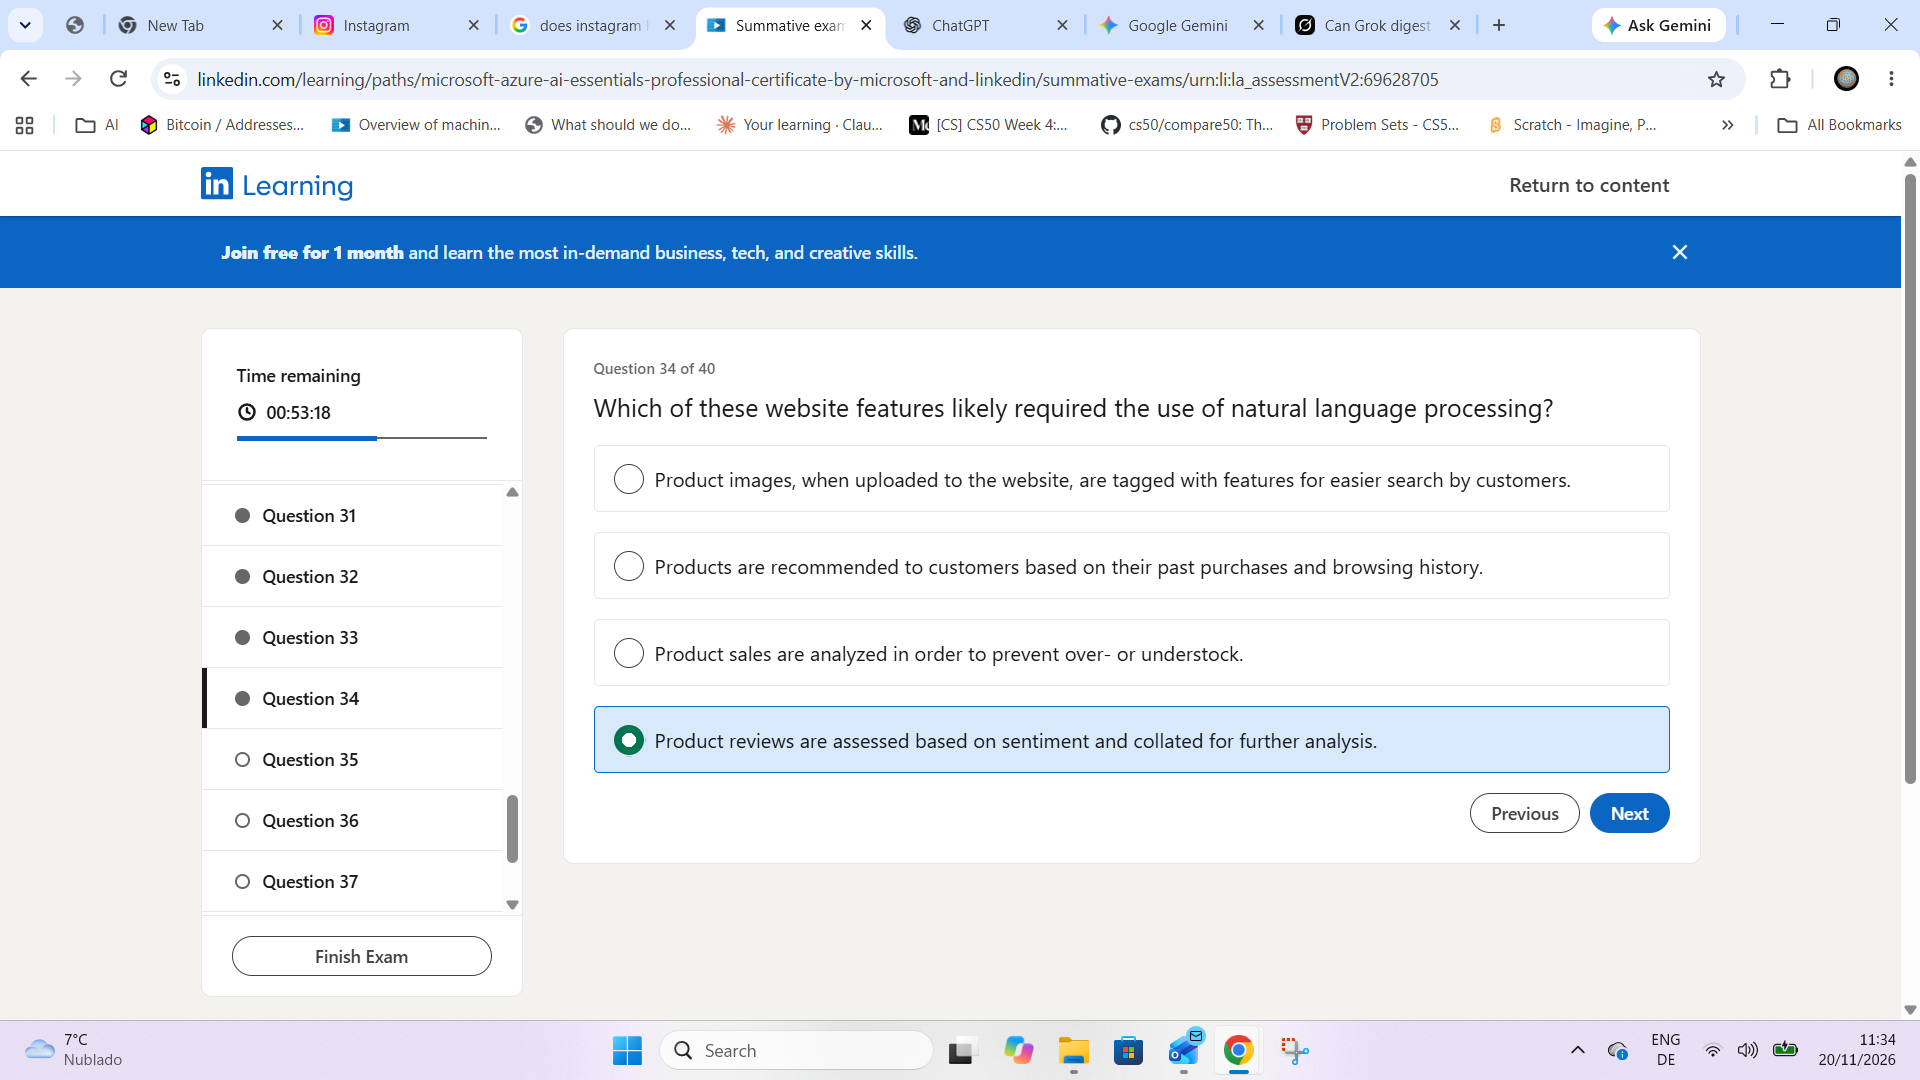 New Tab
Instagram
does instagram
Summative exam
ChatGPT
Google Gemini
Can Grok digest
Ask Gemini
linkedin.com/learning/paths/microsoft-azure-ai-essentials-professional-certificate-by-microsoft-and-linkedin/summative-exams/urn:li:la_assessmentV2:69628705
AI
Bitcoin / Addresses...
Overview of machin...
What should we do...
Your learning · Clau...
[CS] CS50 Week 4:...
cs50/compare50: Th...
Problem Sets - CS5...
Scratch - Imagine, P...
All Bookmarks
in Learning
Return to content
Join free for 1 month and learn the most in-demand business, tech, and creative skills.
Time remaining
00:53:18
Question 31
Question 32
Question 33
Question 34
Question 35
Question 36
Question 37
Finish Exam
Question 34 of 40
Which of these website features likely required the use of natural language processing?
Product images, when uploaded to the website, are tagged with features for easier search by customers.
Products are recommended to customers based on their past purchases and browsing history.
Product sales are analyzed in order to prevent over- or understock.
Product reviews are assessed based on sentiment and collated for further analysis.
Previous
Next
7°C
Nublado
Search
ENG
DE
11:34
20/11/2026